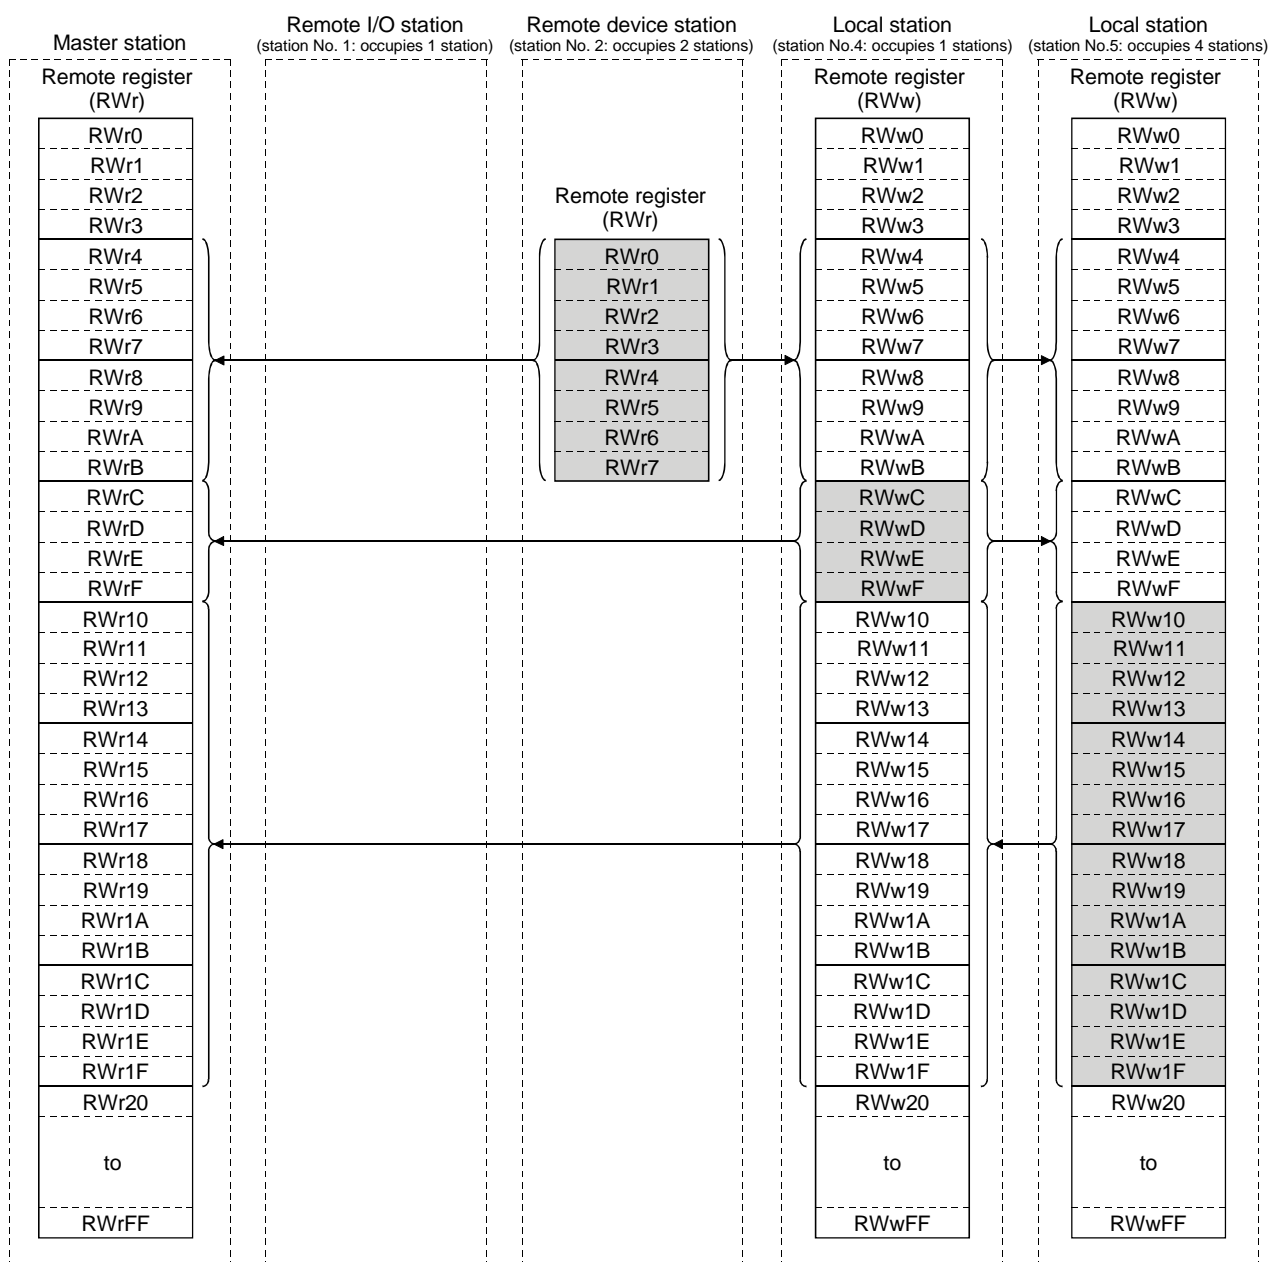 Master station
Remote I/O station
(station No. 1: occupies 1 station)
Remote device station
(station No. 2: occupies 2 stations)
Local station
(station No.4: occupies 1 stations)
Local station
(station No.5: occupies 4 stations)
Remote register
(RWr)
RWr0
RWr1
RWr2
RWr3
RWr4
RWr5
RWr6
RWr7
RWr8
RWr9
RWrA
RWrB
RWrC
RWrD
RWrE
RWrF
RWr10
RWr11
RWr12
RWr13
RWr14
RWr15
RWr16
RWr17
RWr18
RWr19
RWr1A
RWr1B
RWr1C
RWr1D
RWr1E
RWr1F
RWr20
to
RWrFF
Remote register
(RWr)
RWr0
RWr1
RWr2
RWr3
RWr4
RWr5
RWr6
RWr7
Remote register
(RWw)
RWw0
RWw1
RWw2
RWw3
RWw4
RWw5
RWw6
RWw7
RWw8
RWw9
RWwA
RWwB
RWwC
RWwD
RWwE
RWwF
RWw10
RWw11
RWw12
RWw13
RWw14
RWw15
RWw16
RWw17
RWw18
RWw19
RWw1A
RWw1B
RWw1C
RWw1D
RWw1E
RWw1F
RWw20
to
RWwFF
Remote register
(RWw)
RWw0
RWw1
RWw2
RWw3
RWw4
RWw5
RWw6
RWw7
RWw8
RWw9
RWwA
RWwB
RWwC
RWwD
RWwE
RWwF
RWw10
RWw11
RWw12
RWw13
RWw14
RWw15
RWw16
RWw17
RWw18
RWw19
RWw1A
RWw1B
RWw1C
RWw1D
RWw1E
RWw1F
RWw20
to
RWwFF